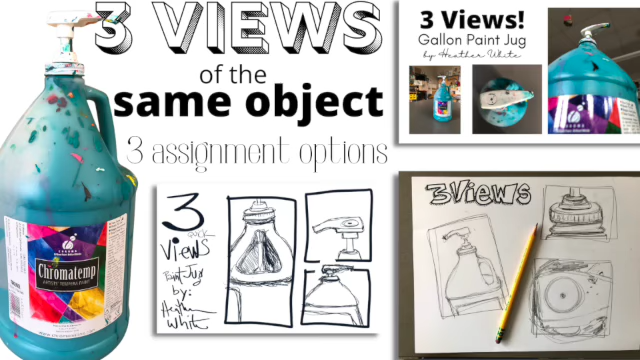 3 VIEWS
of the
same object
3 assignment options
Chromatemp
3 Views!
Gallon Paint Jug
by Heather White
3
QUICK
Views
Paint Jug
by:
Heather
White
3Views